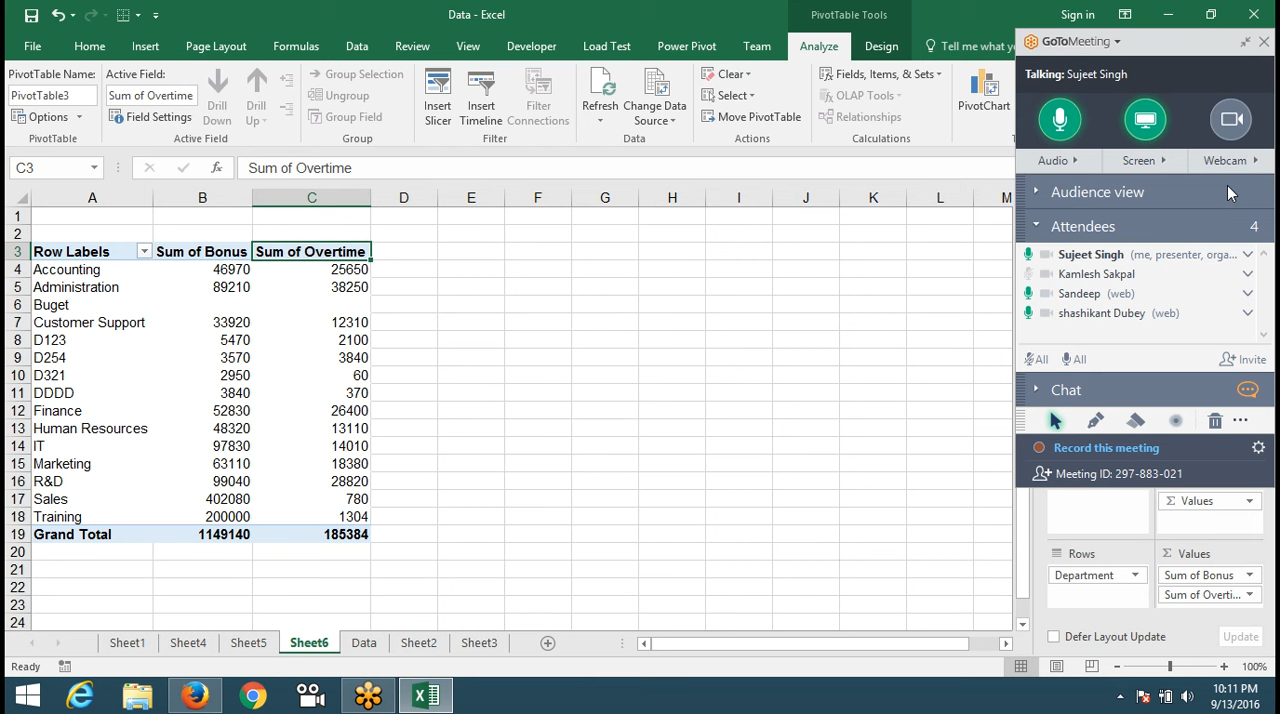 Data - Excel
PivotTable Tools
Sign in
File Home Insert Page Layout Formulas Data Review View Developer Load Test Power Pivot Team Analyze Design Tell me what yo
PivotTable Name: Active Field:
PivotTable3 Sum of Overtime
Options Field Settings
Drill Down Drill Up
Group Selection
Ungroup
Group Field
Insert Slicer Insert Timeline Filter Connections
Refresh Change Data Source
Clear
Select
Move PivotTable
Fields, Items, & Sets
OLAP Tools
Relationships
PivotChart
PivotTable Active Field Group Filter Data Actions Calculations
C3 fx Sum of Overtime
A B C D E F G H I J K L M
1
2
3 Row Labels Sum of Bonus Sum of Overtime
4 Accounting 46970 25650
5 Administration 89210 38250
6 Buget
7 Customer Support 33920 12310
8 D123 5470 2100
9 D254 3570 3840
10 D321 2950 60
11 DDDD 3840 370
12 Finance 52830 26400
13 Human Resources 48320 13110
14 IT 97830 14010
15 Marketing 63110 18380
16 R&D 99040 28820
17 Sales 402080 780
18 Training 200000 1304
19 Grand Total 1149140 185384
20
21
22
23
24
Sheet1 Sheet4 Sheet5 Sheet6 Data Sheet2 Sheet3
Ready
GoToMeeting
Talking: Sujeet Singh
Audio Screen Webcam
Audience view
Attendees 4
Sujeet Singh (me, presenter, orga...
Kamlesh Sakpal
Sandeep (web)
shashikant Dubey (web)
All All Invite
Chat
Record this meeting
Meeting ID: 297-883-021
Σ Values
Rows Σ Values
Department Sum of Bonus
Sum of Overti...
Defer Layout Update Update
100%
10:11 PM
9/13/2016